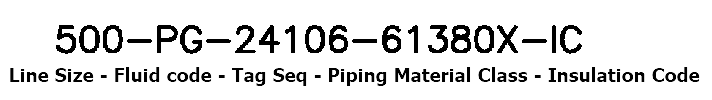 500-PG-24106-61380X-IC
Line Size - Fluid code - Tag Seq - Piping Material Class - Insulation Code